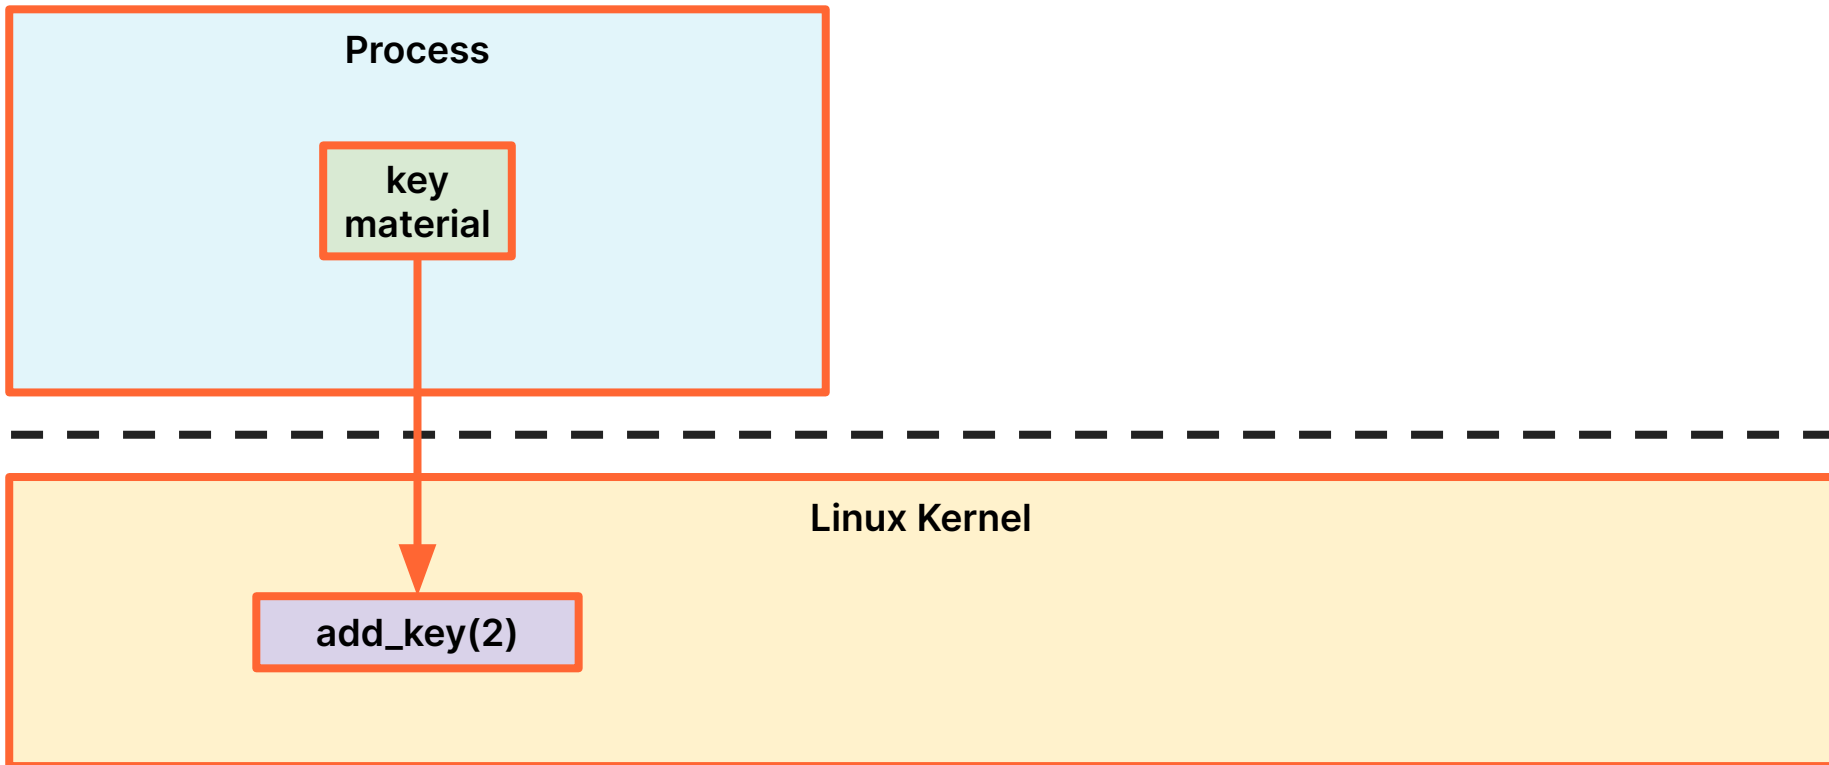 Process
key
material
Linux Kernel
add_key(2)